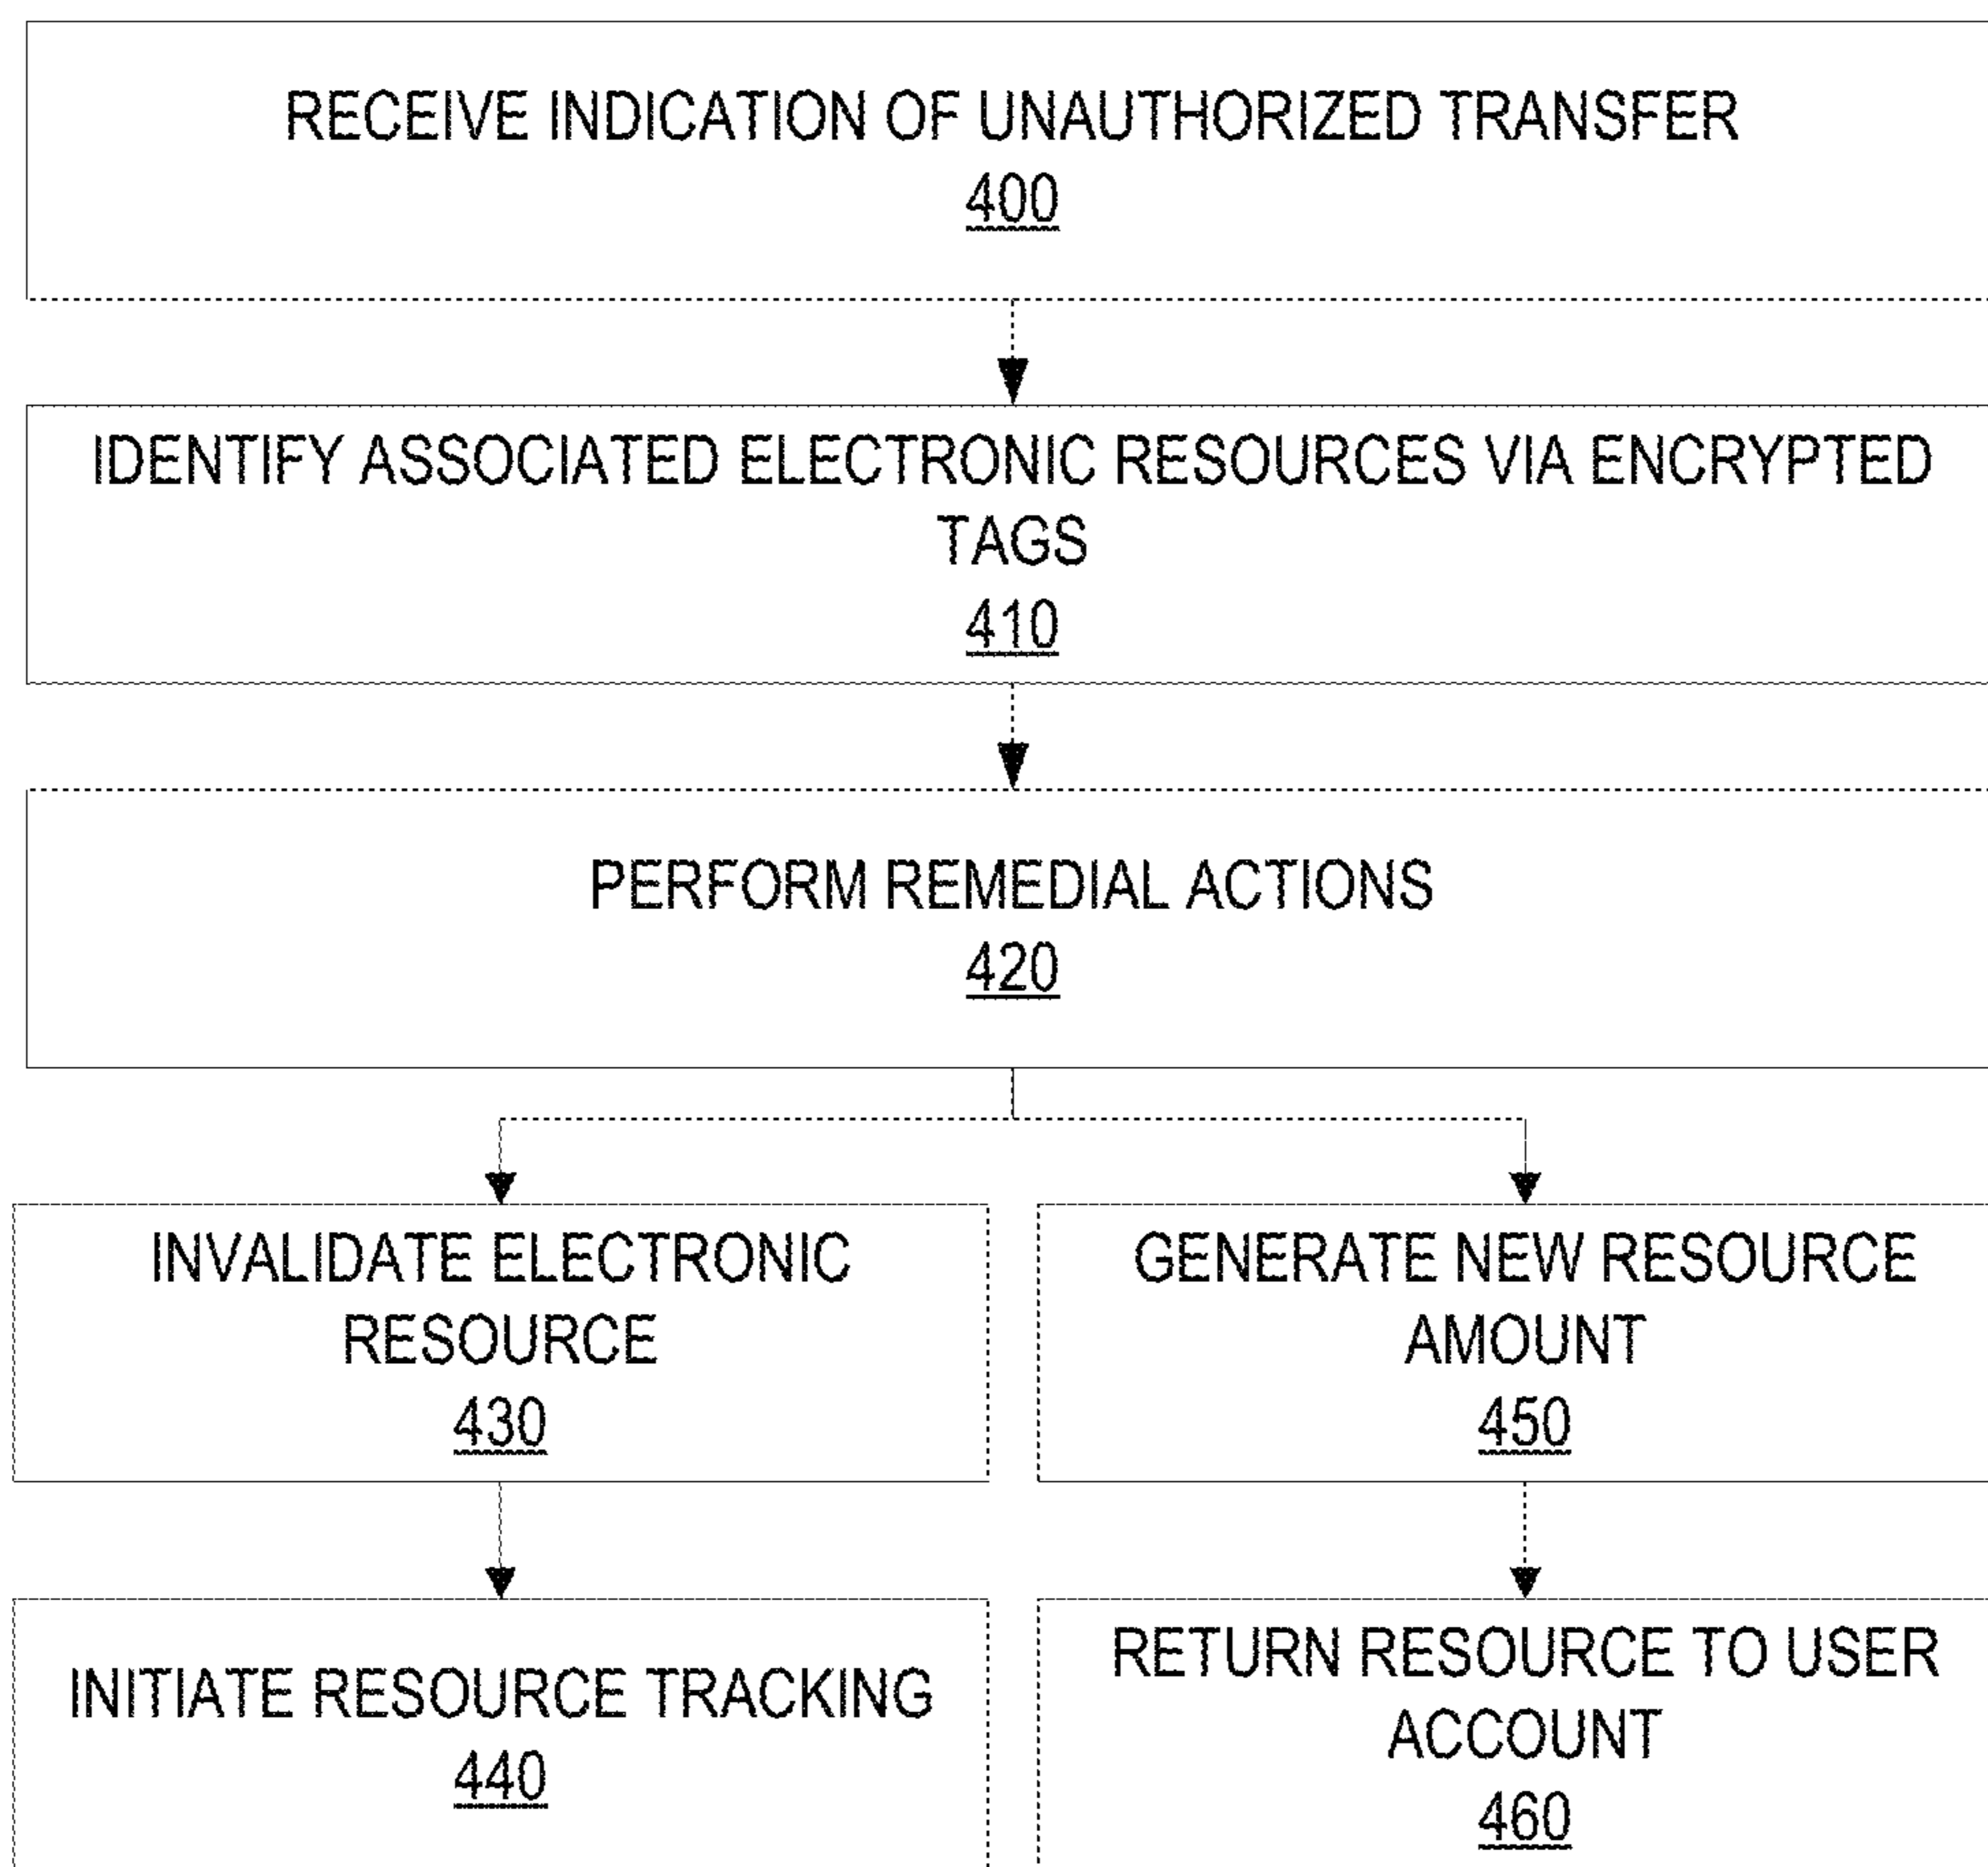 RECEIVE INDICATION OF UNAUTHORIZED TRANSFER
400
IDENTIFY ASSOCIATED ELECTRONIC RESOURCES VIA ENCRYPTED
TAGS
410
PERFORM REMEDIAL ACTIONS
420
INVALIDATE ELECTRONIC
RESOURCE
430
GENERATE NEW RESOURCE
AMOUNT
450
INITIATE RESOURCE TRACKING
440
RETURN RESOURCE TO USER
ACCOUNT
460